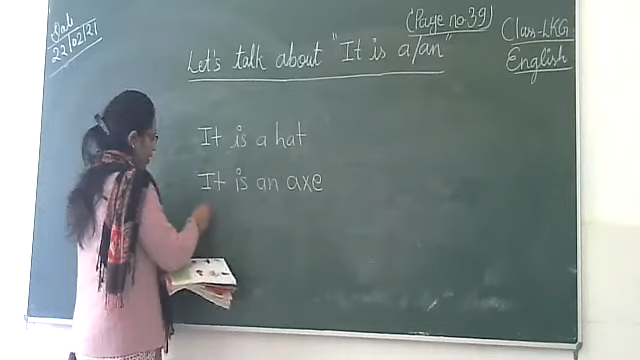 Date
22/02/21
(Page no.39)
Class-LKG
English
Let's talk about "It is a/an"
It is a hat
It is an axe